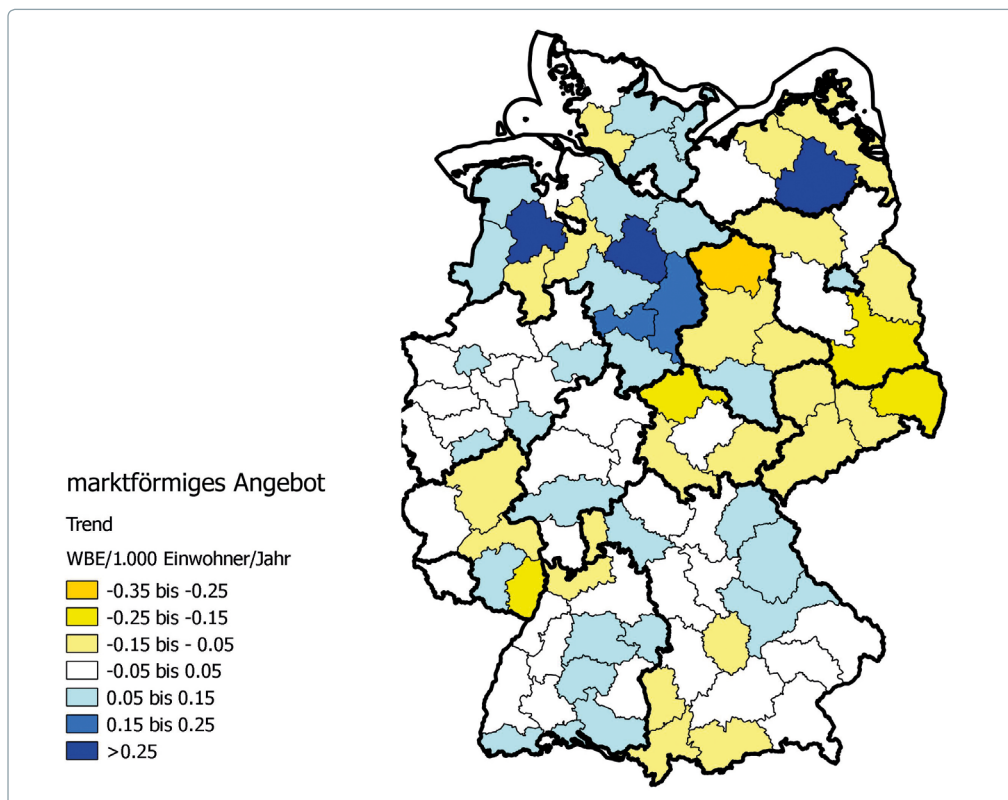 marktförmiges Angebot
Trend
WBE/1.000 Einwohner/Jahr
-0.35 bis -0.25
-0.25 bis -0.15
-0.15 bis - 0.05
-0.05 bis 0.05
0.05 bis 0.15
0.15 bis 0.25
>0.25